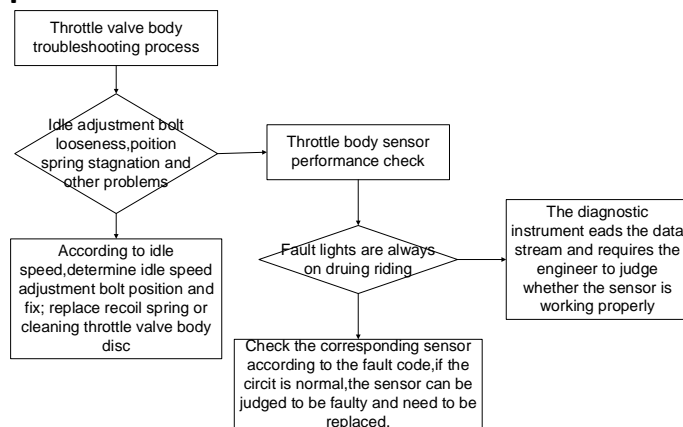 Throttle valve body
troubleshooting process
Idle adjustment bolt
looseness,poition
spring stagnation and
other problems
Throttle body sensor
performance check
According to idle
speed,determine idle speed
adjustment bolt position and
fix; replace recoil spring or
cleaning throttle valve body
disc
Fault lights are always
on druing riding
The diagnostic
instrument eads the data
stream and requires the
engineer to judge
whether the sensor is
working properly
Check the corresponding sensor
according to the fault code,if the
circit is normal,the sensor can be
judged to be faulty and need to be
replaced.